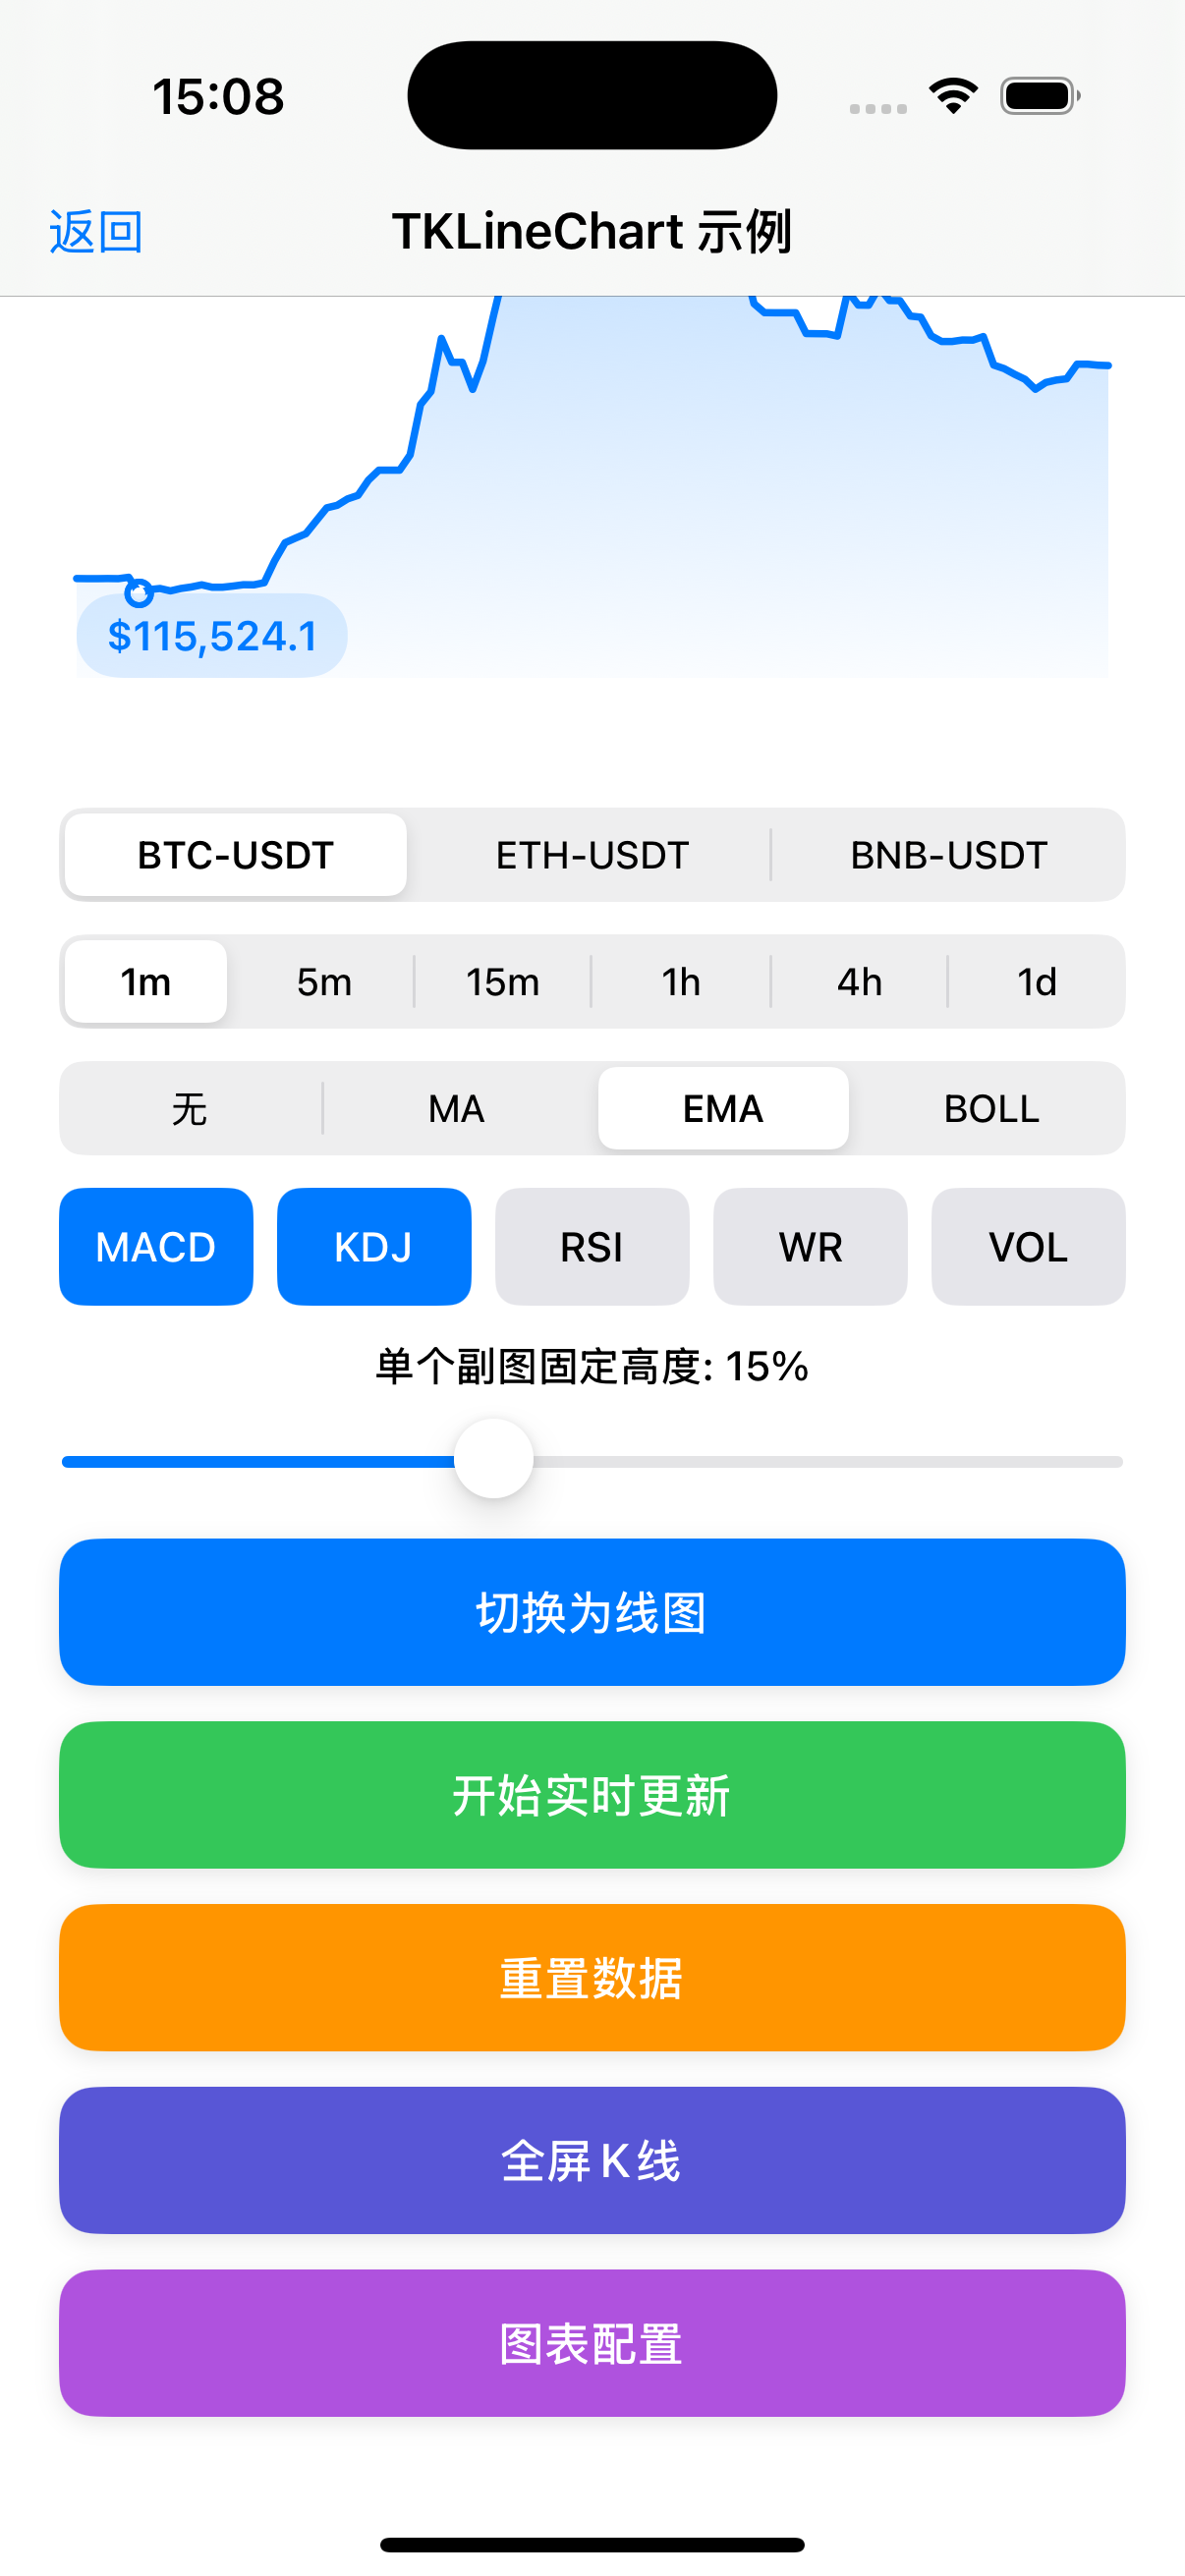 15:08
返回
TKLineChart 示例
$115,524.1
BTC-USDT ETH-USDT BNB-USDT
1m 5m 15m 1h 4h 1d
无 MA EMA BOLL
MACD KDJ RSI WR VOL
单个副图固定高度: 15%
切换为线图
开始实时更新
重置数据
全屏K线
图表配置